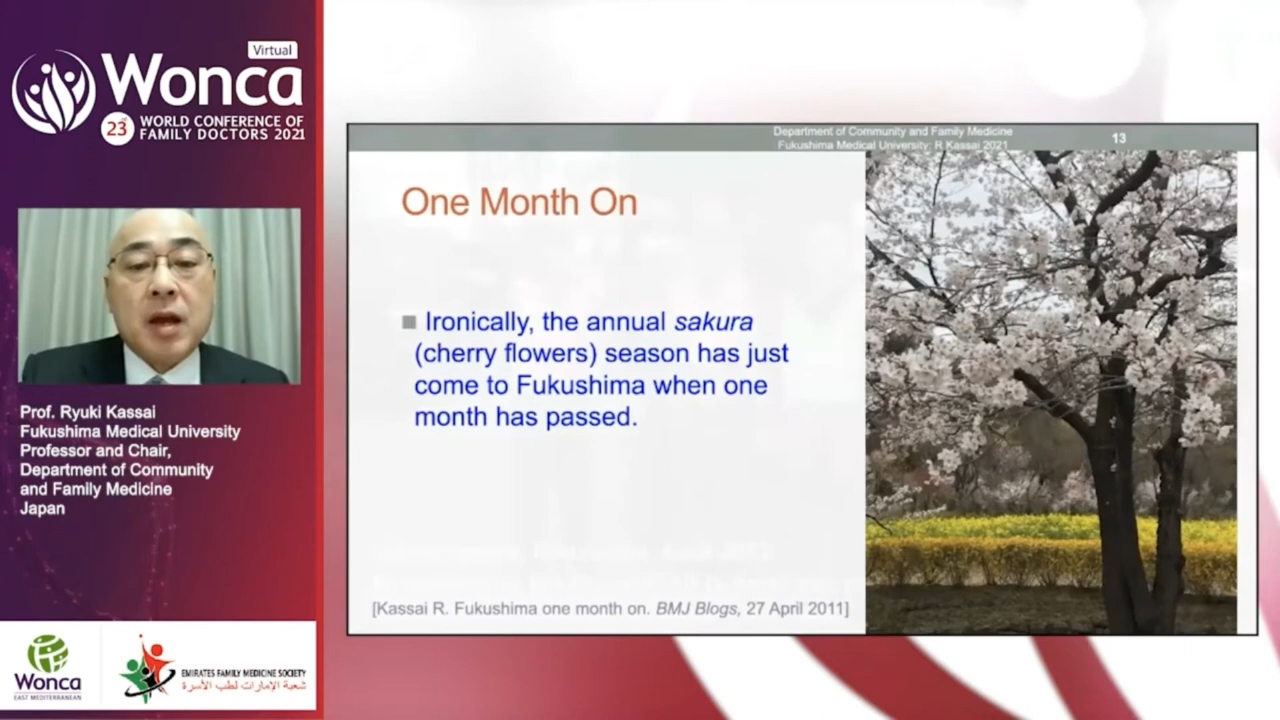 Virtual
Wonca
23rd WORLD CONFERENCE OF
FAMILY DOCTORS 2021
Prof. Ryuki Kassai
Fukushima Medical University
Professor and Chair,
Department of Community
and Family Medicine
Japan
Wonca
EAST MEDITERRANEAN
EMIRATES FAMILY MEDICINE SOCIETY
شعبة الإمارات لطب الأسرة
Department of Community and Family Medicine
Fukushima Medical University: R.Kassai 2021
13
One Month On
Ironically, the annual sakura
(cherry flowers) season has just
come to Fukushima when one
month has passed.
[Kassai R. Fukushima one month on. BMJ Blogs, 27 April 2011]